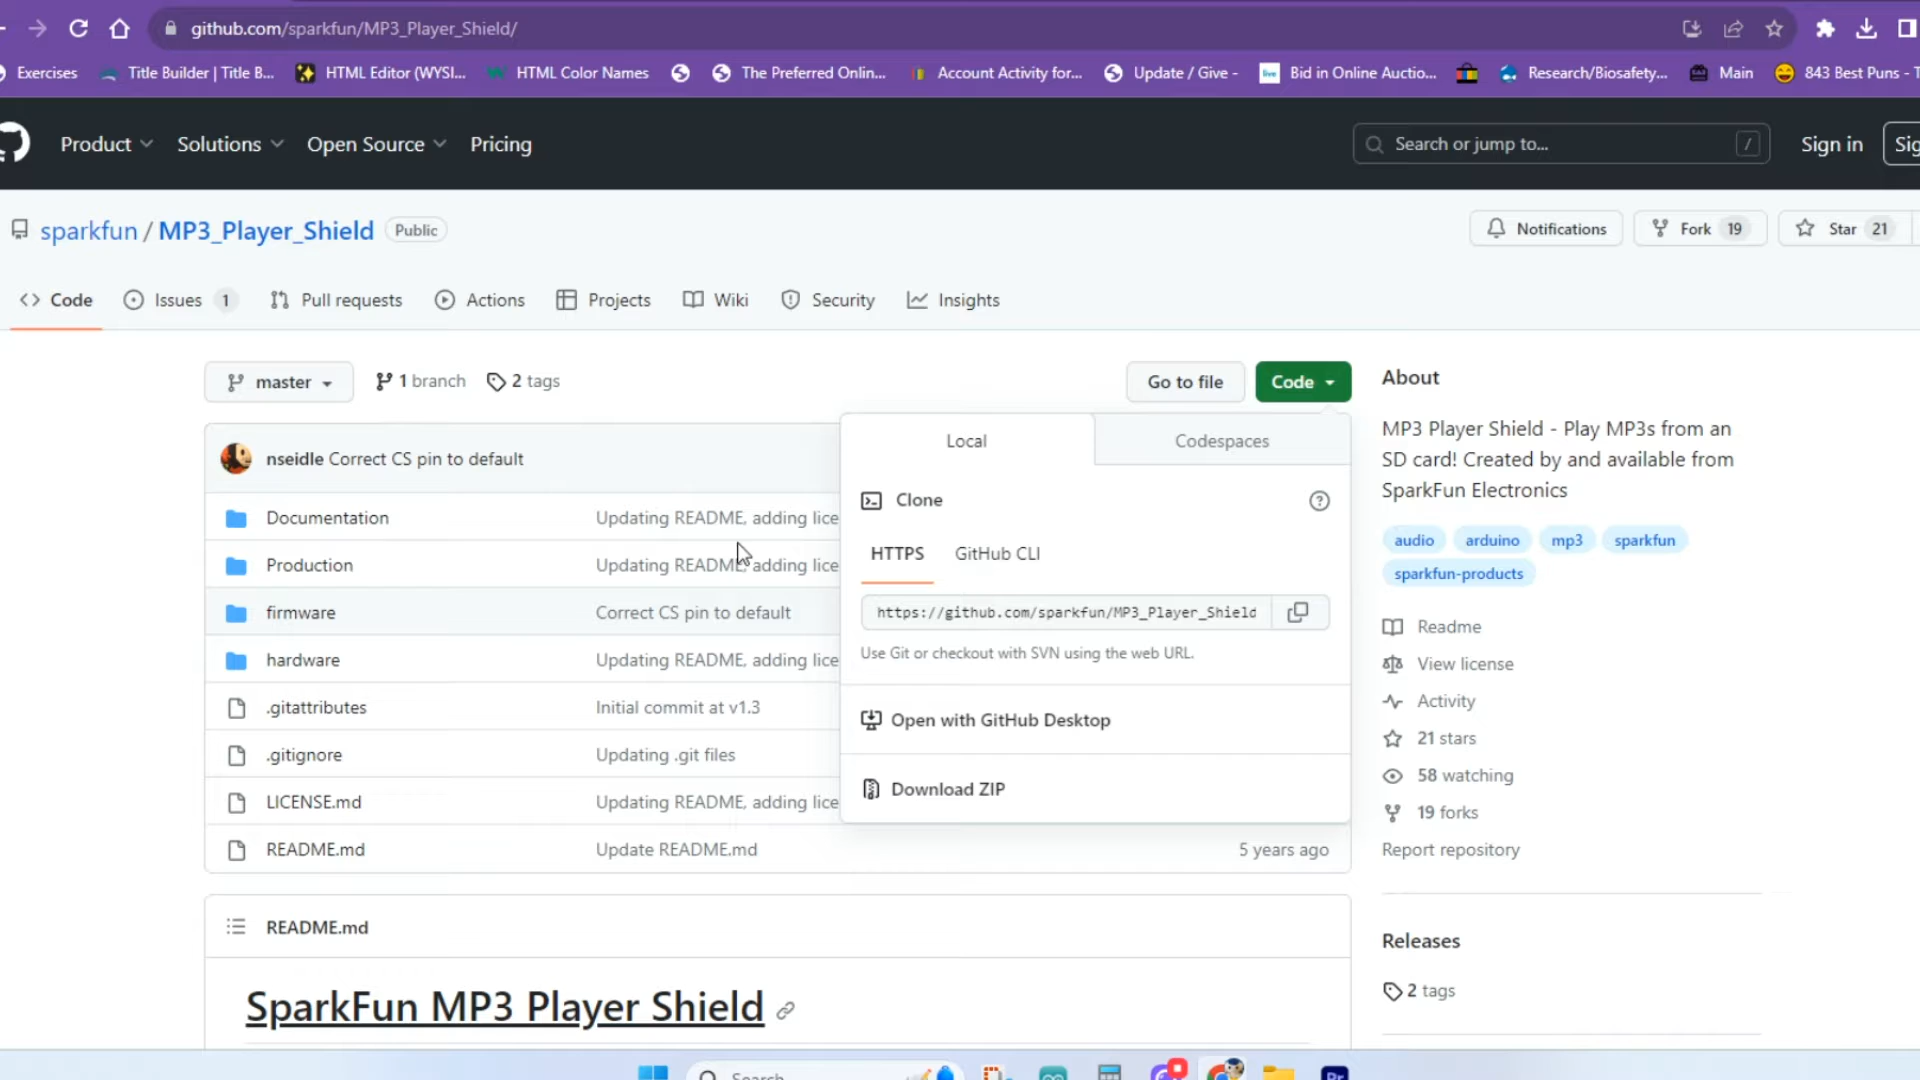 github.com/sparkfun/MP3_Player_Shield/
Exercises Title Builder | Title B... HTML Editor (WYSI... HTML Color Names The Preferred Onlin... Account Activity for... Update / Give - Bid in Online Auctio... Research/Biosafety... Main 843 Best Puns - T
Product Solutions Open Source Pricing Search or jump to... / Sign in Sig
sparkfun / MP3_Player_Shield Public Notifications Fork 19 Star 21
Code Issues 1 Pull requests Actions Projects Wiki Security Insights
master 1 branch 2 tags Go to file Code
nseidle Correct CS pin to default
Documentation Updating README, adding lice
Production Updating README, adding lice
firmware Correct CS pin to default
hardware Updating README, adding lice
.gitattributes Initial commit at v1.3
.gitignore Updating .git files
LICENSE.md Updating README, adding lice
README.md Update README.md 5 years ago
Local Codespaces
Clone
HTTPS GitHub CLI
https://github.com/sparkfun/MP3_Player_Shield
Use Git or checkout with SVN using the web URL.
Open with GitHub Desktop
Download ZIP
README.md
SparkFun MP3 Player Shield
About
MP3 Player Shield - Play MP3s from an
SD card! Created by and available from
SparkFun Electronics
audio arduino mp3 sparkfun
sparkfun-products
Readme
View license
Activity
21 stars
58 watching
19 forks
Report repository
Releases
2 tags
Search
Pr